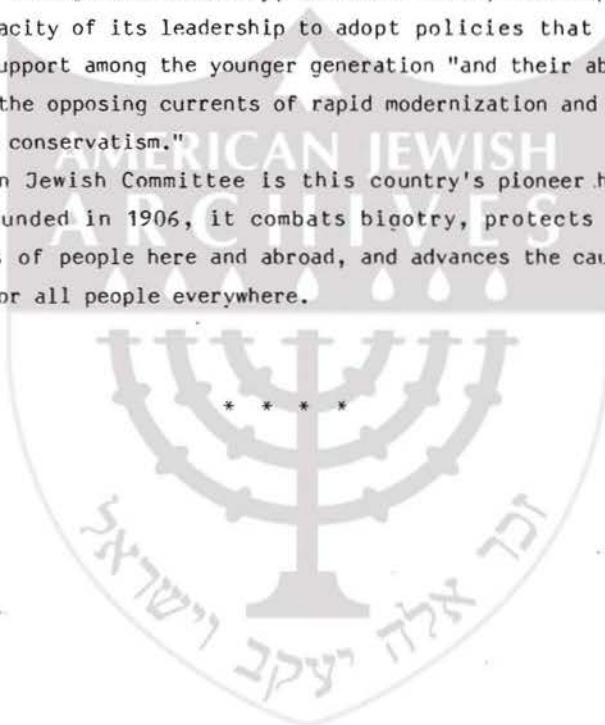 acity of its leadership to adopt policies that
upport among the younger generation "and their ab
the opposing currents of rapid modernization and
conservatism."
AMERICAN JEWISH
n Jewish Committee is this country's pioneer h
ARCHIVES
unded in 1906, it combats bigotry, protects
s of people here and abroad, and advances the cau
or all people everywhere.
* * * *
זכר אלה יעקב וישראל